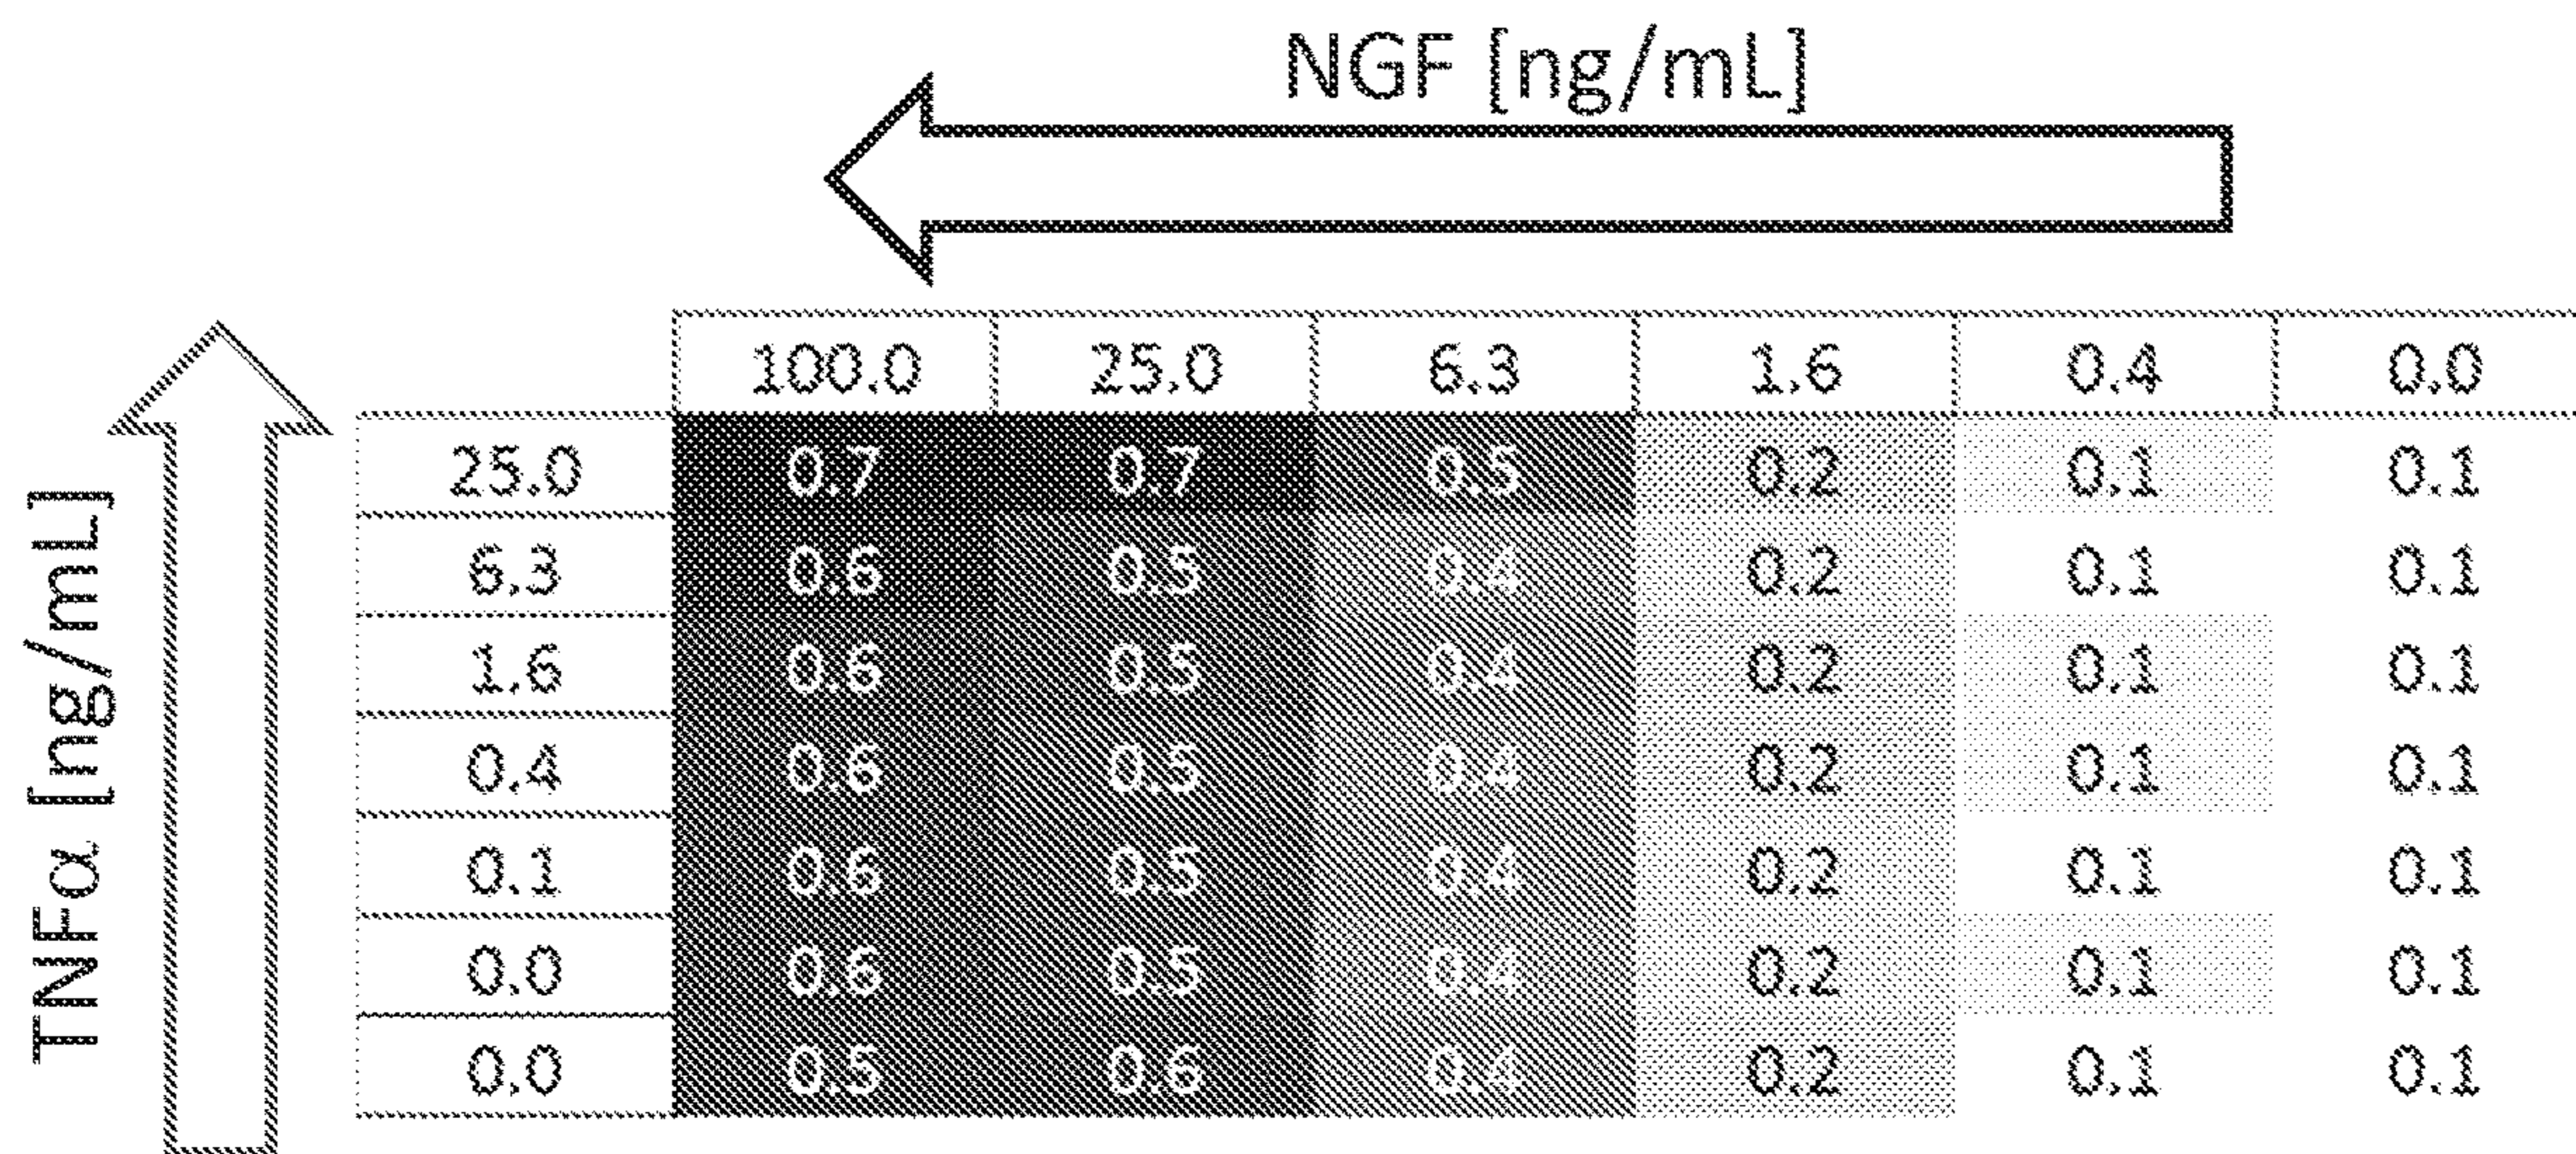 NGF [ng/mL]
TNFα [ng/mL]
100.0 25.0 6.3 1.6 0.4 0.0
25.0 0.7 0.7 0.5 0.2 0.1 0.1
6.3 0.6 0.5 0.4 0.2 0.1 0.1
1.6 0.6 0.5 0.4 0.2 0.1 0.1
0.4 0.6 0.5 0.4 0.2 0.1 0.1
0.1 0.6 0.5 0.4 0.2 0.1 0.1
0.0 0.6 0.5 0.4 0.2 0.1 0.1
0.0 0.5 0.6 0.4 0.2 0.1 0.1